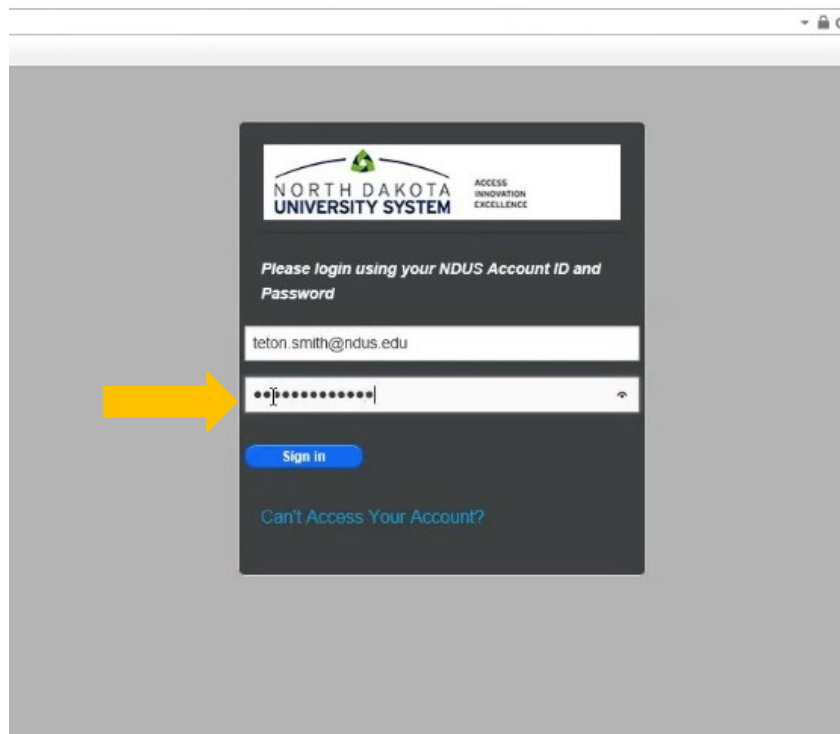 NORTH DAKOTA
UNIVERSITY SYSTEM
ACCESS
INNOVATION
EXCELLENCE
Please login using your NDUS Account ID and
Password
teton.smith@ndus.edu
••••••••••••••
Sign in
Can't Access Your Account?